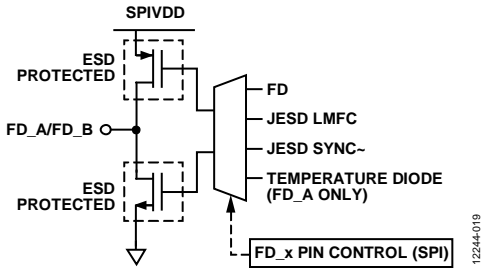 SPIVDD
ESD
PROTECTED
FD
JESD LMFC
FD_A/FD_B
JESD SYNC~
TEMPERATURE DIODE
(FD_A ONLY)
ESD
PROTECTED
FD_x PIN CONTROL (SPI)
12244-019